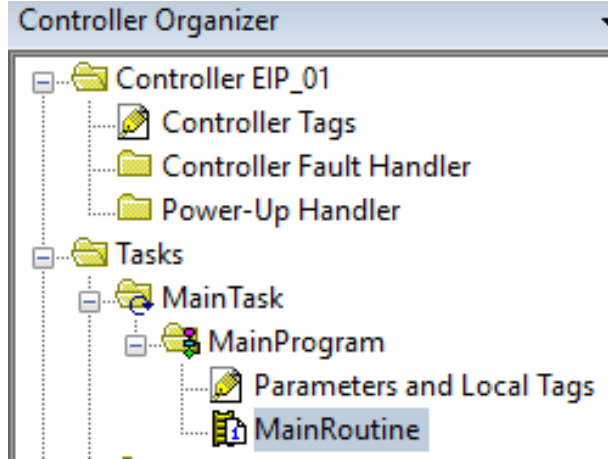 Controller Organizer
Controller EIP_01
Controller Tags
Controller Fault Handler
Power-Up Handler
Tasks
MainTask
MainProgram
Parameters and Local Tags
MainRoutine